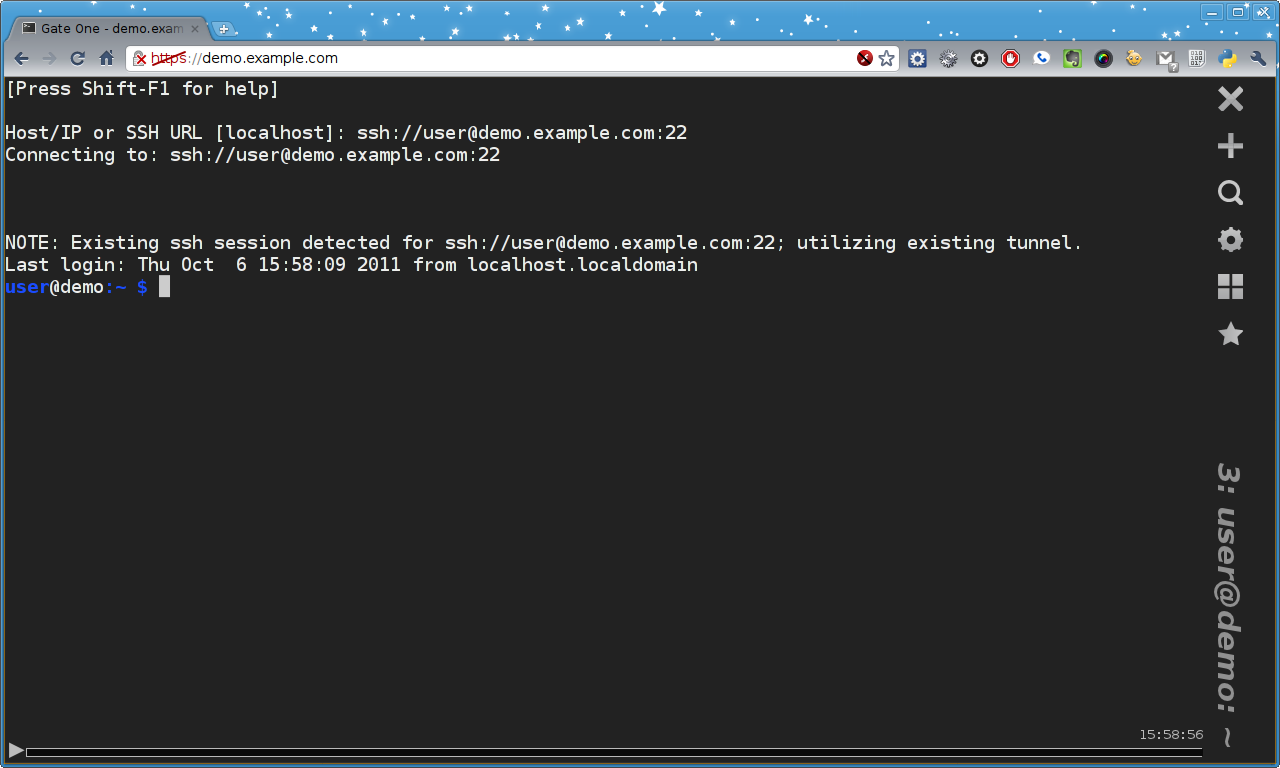 Gate One - demo.exam
https://demo.example.com
[Press Shift-F1 for help]
Host/IP or SSH URL [localhost]: ssh://user@demo.example.com:22
Connecting to: ssh://user@demo.example.com:22
NOTE: Existing ssh session detected for ssh://user@demo.example.com:22; utilizing existing tunnel.
Last login: Thu Oct  6 15:58:09 2011 from localhost.localdomain
user@demo:~ $
3: user@demo: ~
15:58:56